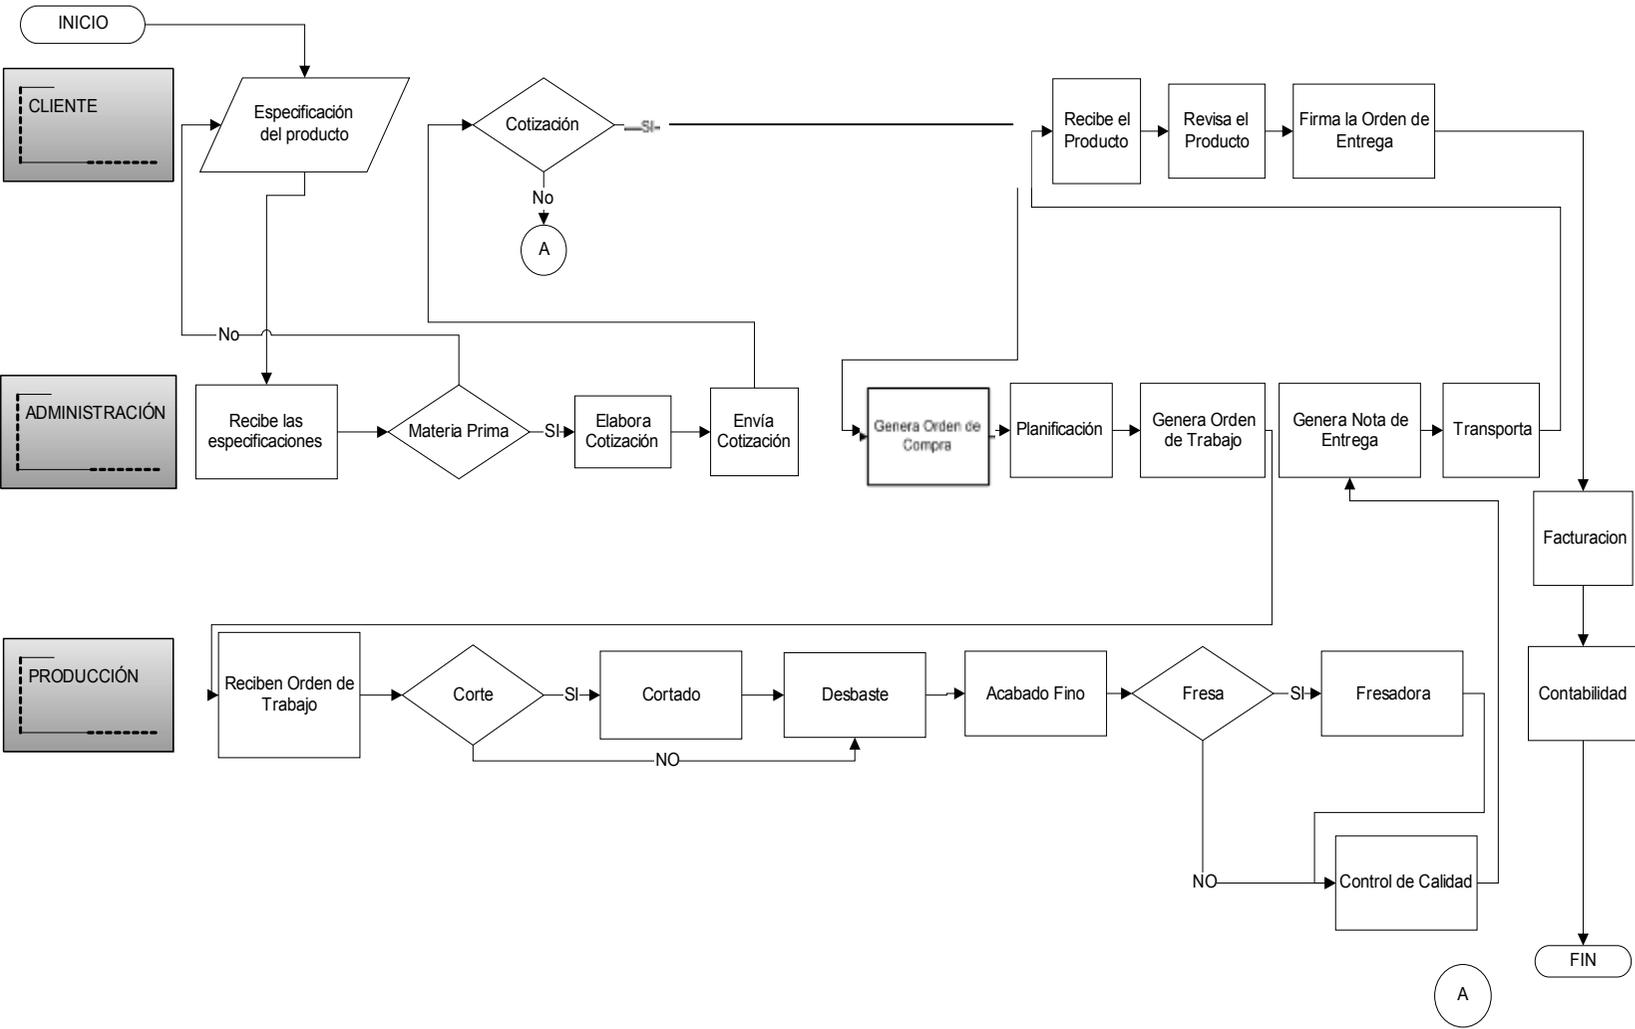 INICIO
CLIENTE
Especificación
del producto
Cotización
SI
No
A
Recibe el
Producto
Revisa el
Producto
Firma la Orden de
Entrega
No
ADMINISTRACIÓN
Recibe las
especificaciones
Materia Prima
SI
Elabora
Cotización
Envía
Cotización
Genera Orden de
Compra
Planificación
Genera Orden
de Trabajo
Genera Nota de
Entrega
Transporta
Facturacion
PRODUCCIÓN
Reciben Orden de
Trabajo
Corte
SI
Cortado
NO
Desbaste
Acabado Fino
Fresa
SI
Fresadora
Contabilidad
NO
Control de Calidad
FIN
A